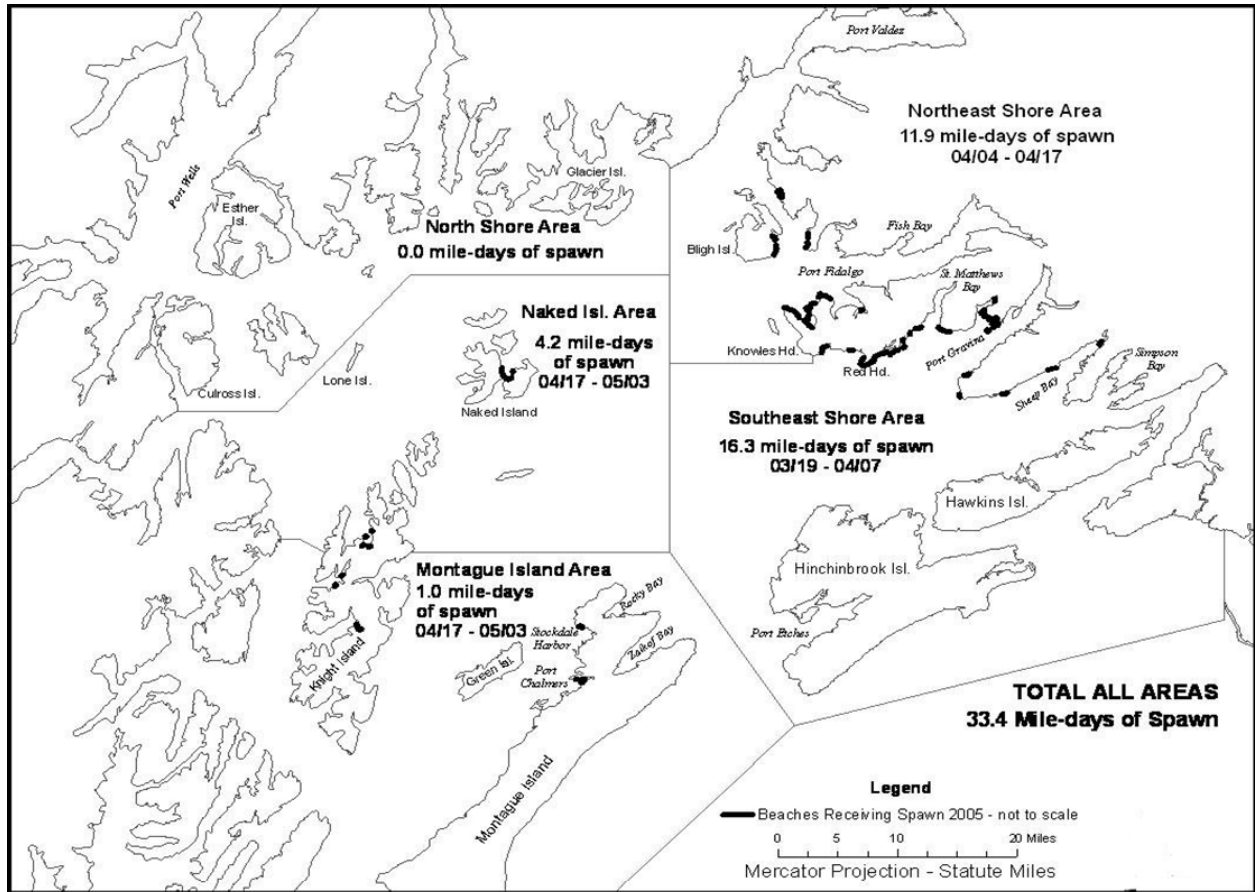 Port Valdez
Northeast Shore Area
11.9 mile-days of spawn
04/04 - 04/17
Port Wells
Esther
Isl.
Glacier Isl.
North Shore Area
0.0 mile-days of spawn
Bligh Isl.
Fish Bay
Port Fidalgo
St. Matthews
Bay
Naked Isl. Area
4.2 mile-days
of spawn
04/17 - 05/03
Culross Isl.
Lone Isl.
Naked Island
Knowles Hd.
Red Hd.
Port Gravina
Simpson
Bay
Sheep Bay
Southeast Shore Area
16.3 mile-days of spawn
03/19 - 04/07
Hawkins Isl.
Hinchinbrook Isl.
Port Etches
Montague Island Area
1.0 mile-days
of spawn
04/17 - 05/03
Rocky Bay
Stockdale
Harbor
Zaikof Bay
Green Isl.
Port
Chalmers
Knight Island
Montague Island
TOTAL ALL AREAS
33.4 Mile-days of Spawn
Legend
Beaches Receiving Spawn 2005 - not to scale
0 5 10 20 Miles
Mercator Projection - Statute Miles